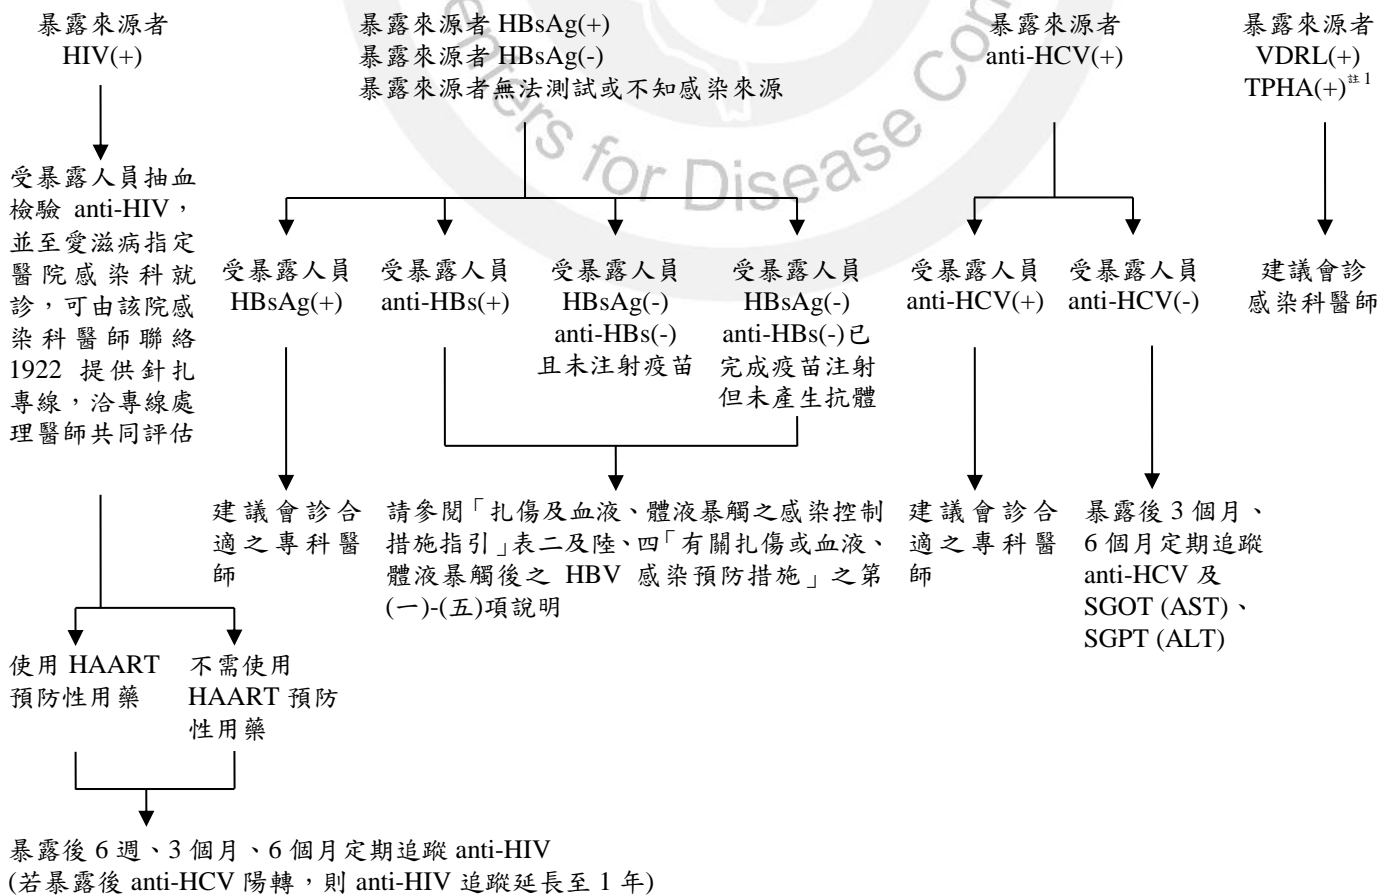 暴露來源者
HIV(+)
暴露來源者 HBsAg(+)
暴露來源者 HBsAg(-)
暴露來源者無法測試或不知感染來源
暴露來源者
anti-HCV(+)
暴露來源者
VDRL(+)
TPHA(+)註1
enters for Disease Con
受暴露人員抽血
檢驗 anti-HIV,
並至愛滋病指定
醫院感染科就
診,可由該院感
染科醫師聯絡
1922 提供針扎
專線,洽專線處
理醫師共同評估
受暴露人員
HBsAg(+)
受暴露人員
anti-HBs(+)
受暴露人員
HBsAg(-)
anti-HBs(-)
且未注射疫苗
受暴露人員
HBsAg(-)
anti-HBs(-)已
完成疫苗注射
但未產生抗體
受暴露人員
anti-HCV(+)
受暴露人員
anti-HCV(-)
建議會診
感染科醫師
建議會診合
適之專科醫
師
請參閱「扎傷及血液、體液暴觸之感染控制
措施指引」表二及陸、四「有關扎傷或血液、
體液暴觸後之 HBV 感染預防措施」之第
(一)-(五)項說明
建議會診合
適之專科醫
師
暴露後 3 個月、
6 個月定期追蹤
anti-HCV 及
SGOT (AST)、
SGPT (ALT)
使用 HAART
預防性用藥
不需使用
HAART 預防
性用藥
暴露後 6 週、3 個月、6 個月定期追蹤 anti-HIV
(若暴露後 anti-HCV 陽轉,則 anti-HIV 追蹤延長至 1 年)